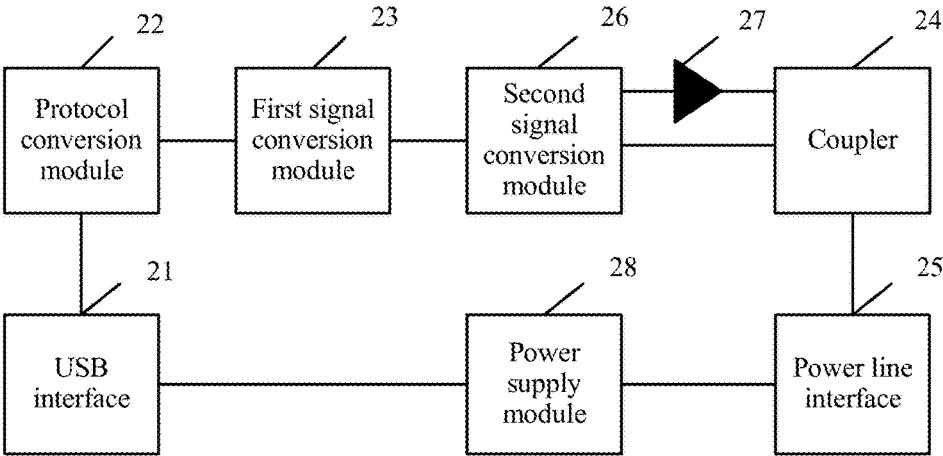 22
23
26
27
24
Protocol
conversion
module
First signal
conversion
module
Second
signal
conversion
module
Coupler
21
28
25
USB
interface
Power
supply
module
Power line
interface